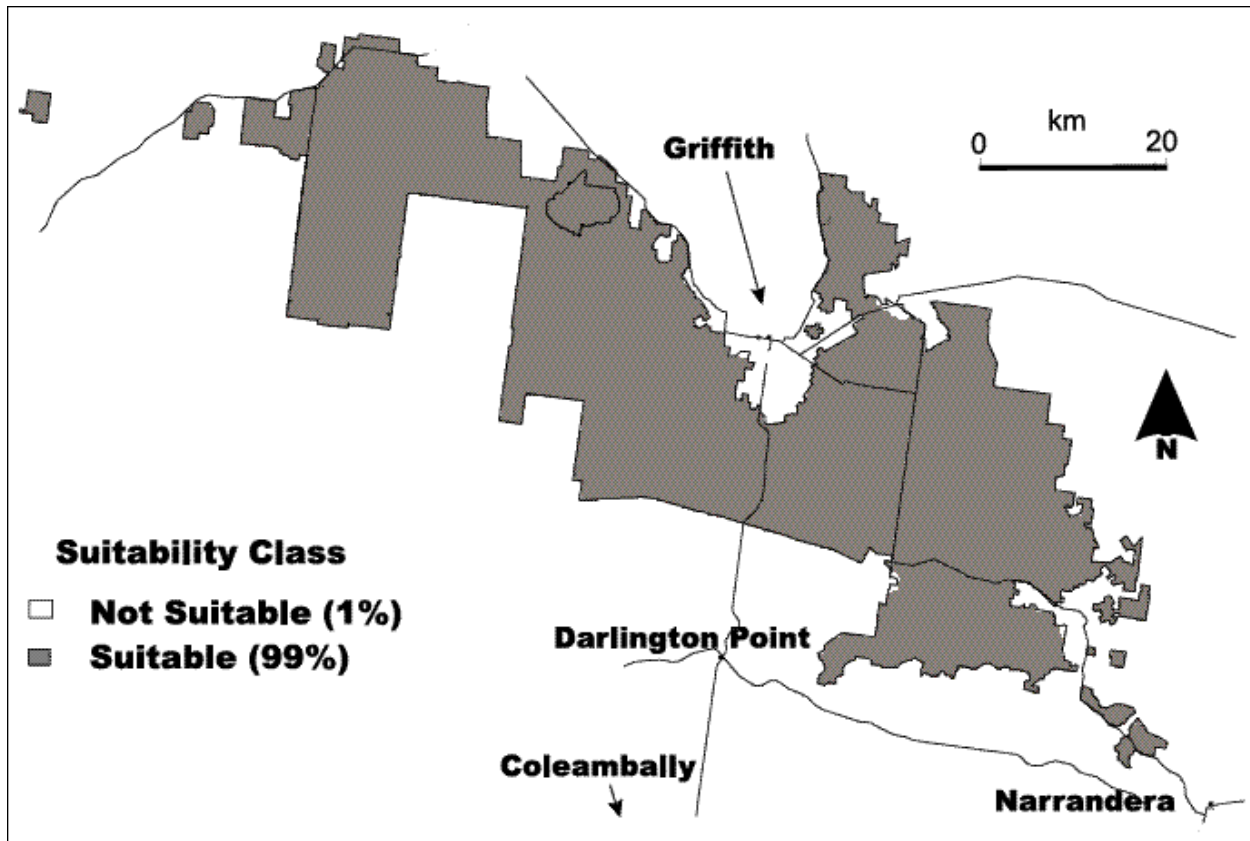 Griffith
km
0 20
N
Suitability Class
Not Suitable (1%)
Suitable (99%)
Darlington Point
Coleambally
Narrandera